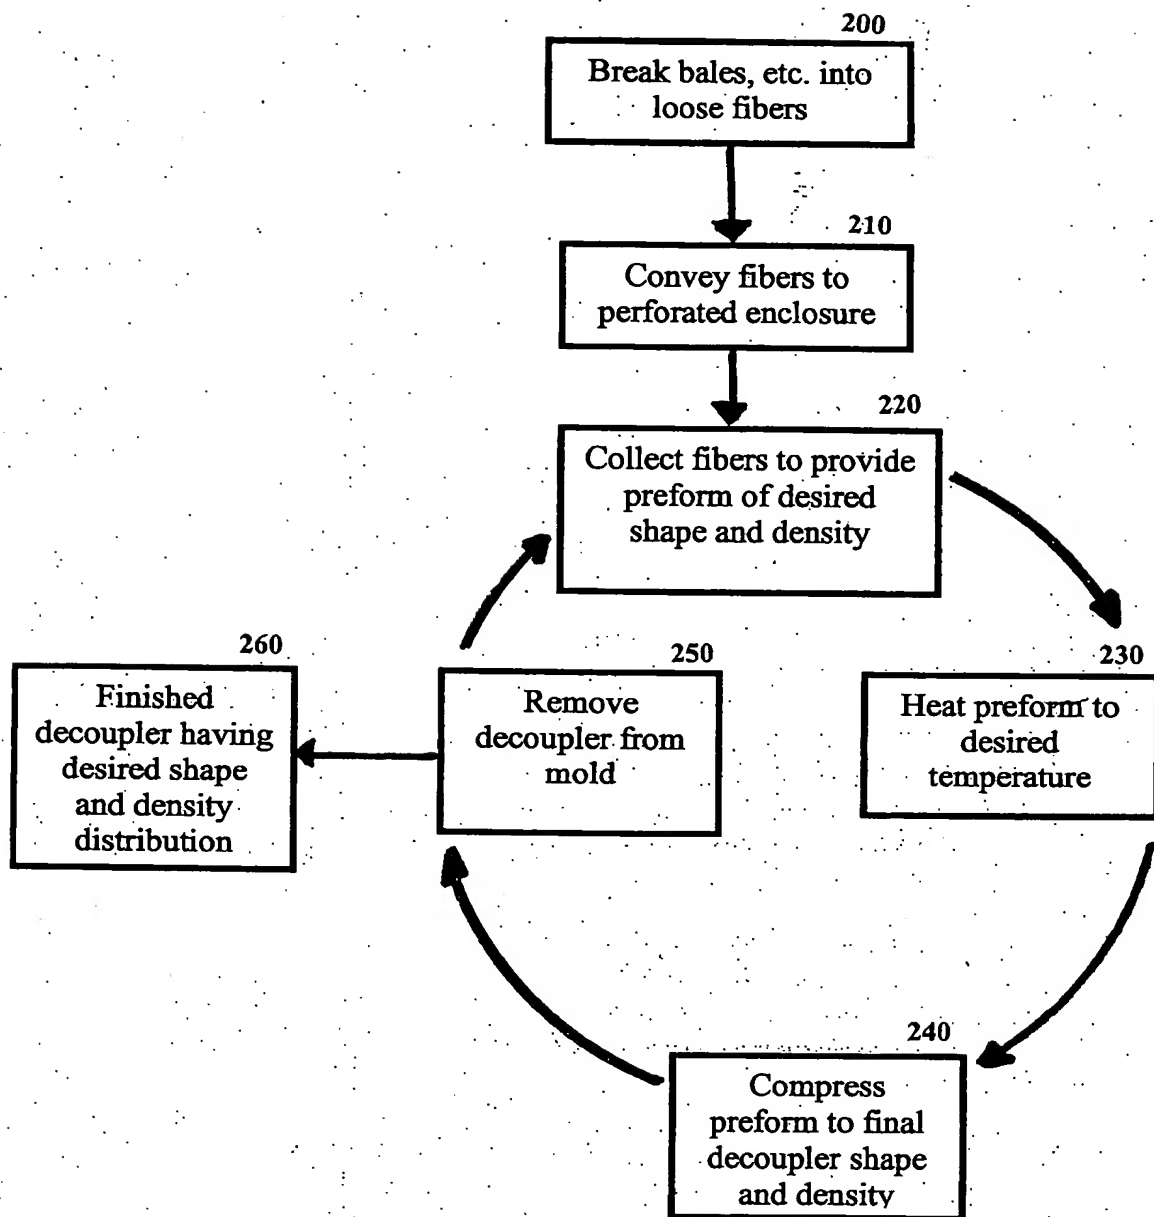 200
Break bales, etc. into
loose fibers
210
Convey fibers to
perforated enclosure
220
Collect fibers to provide
preform of desired
shape and density
230
Heat preform to
desired
temperature
240
Compress
preform to final
decoupler shape
and density
250
Remove
decoupler from
mold
260
Finished
decoupler having
desired shape
and density
distribution